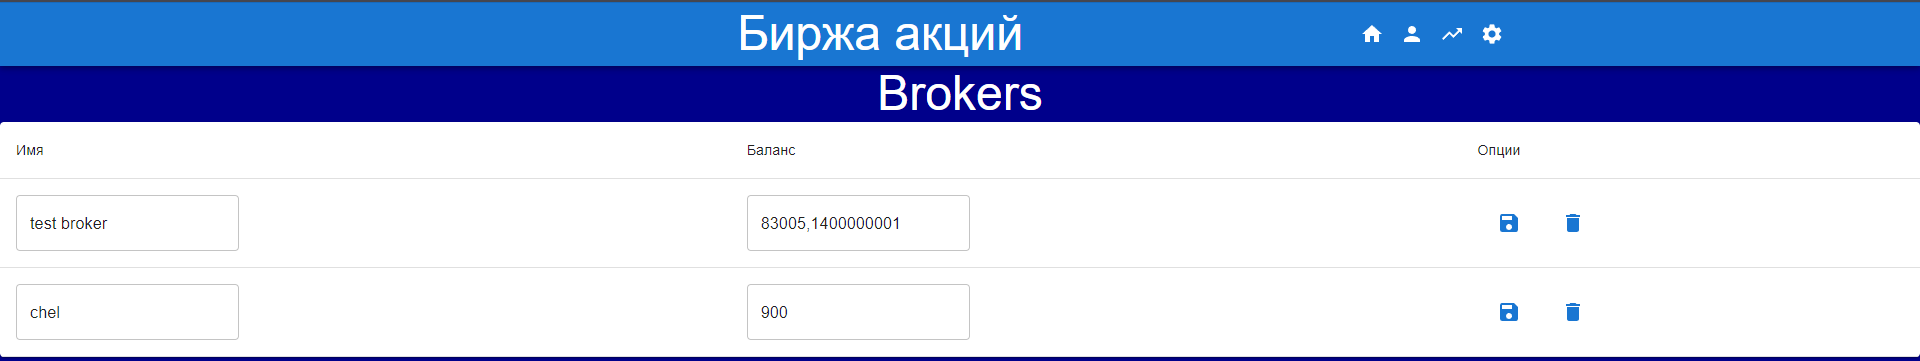 Биржа акций
Brokers
Имя Баланс Опции
test broker 83005,1400000001
chel 900